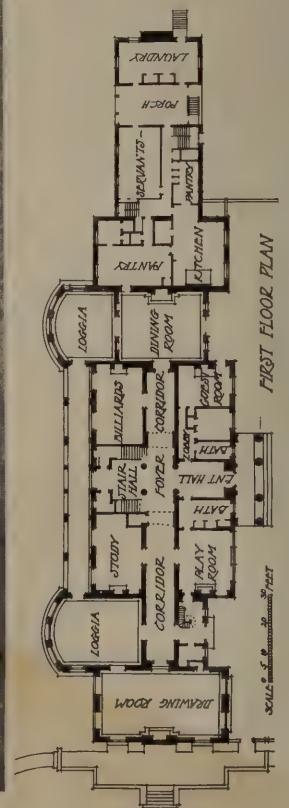 LAUNDRY
PORCH
SERVANTS-
PANTRY
PANTRY
KITCHEN
LOGGIA
DINING
ROOM
BILLIARDS
CORRIDOR
GUEST
ROOM
LOBBY
BATH
STAIR
HALL
FOYER
ENT HALL
BATH
STUDY
CORRIDOR
PLAY
ROOM
LOGGIA
DRAWING ROOM
FIRST FLOOR PLAN
SCALE 0 5 10 20 30 FEET